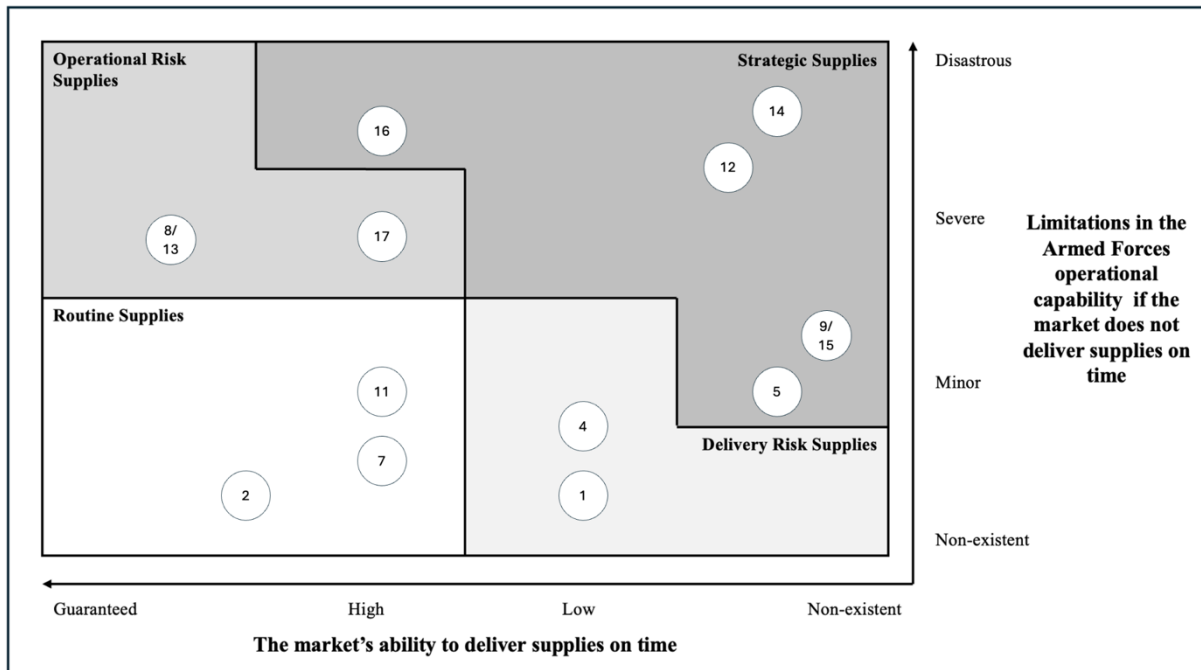 Operational Risk
Supplies
Strategic Supplies
Disastrous
14
16
12
Severe
8/
13
17
Limitations in the
Armed Forces
operational
capability if the
market does not
deliver supplies on
time
Routine Supplies
9/
15
Minor
11
5
4
Delivery Risk Supplies
7
2
1
Non-existent
Guaranteed
High
Low
Non-existent
The market’s ability to deliver supplies on time